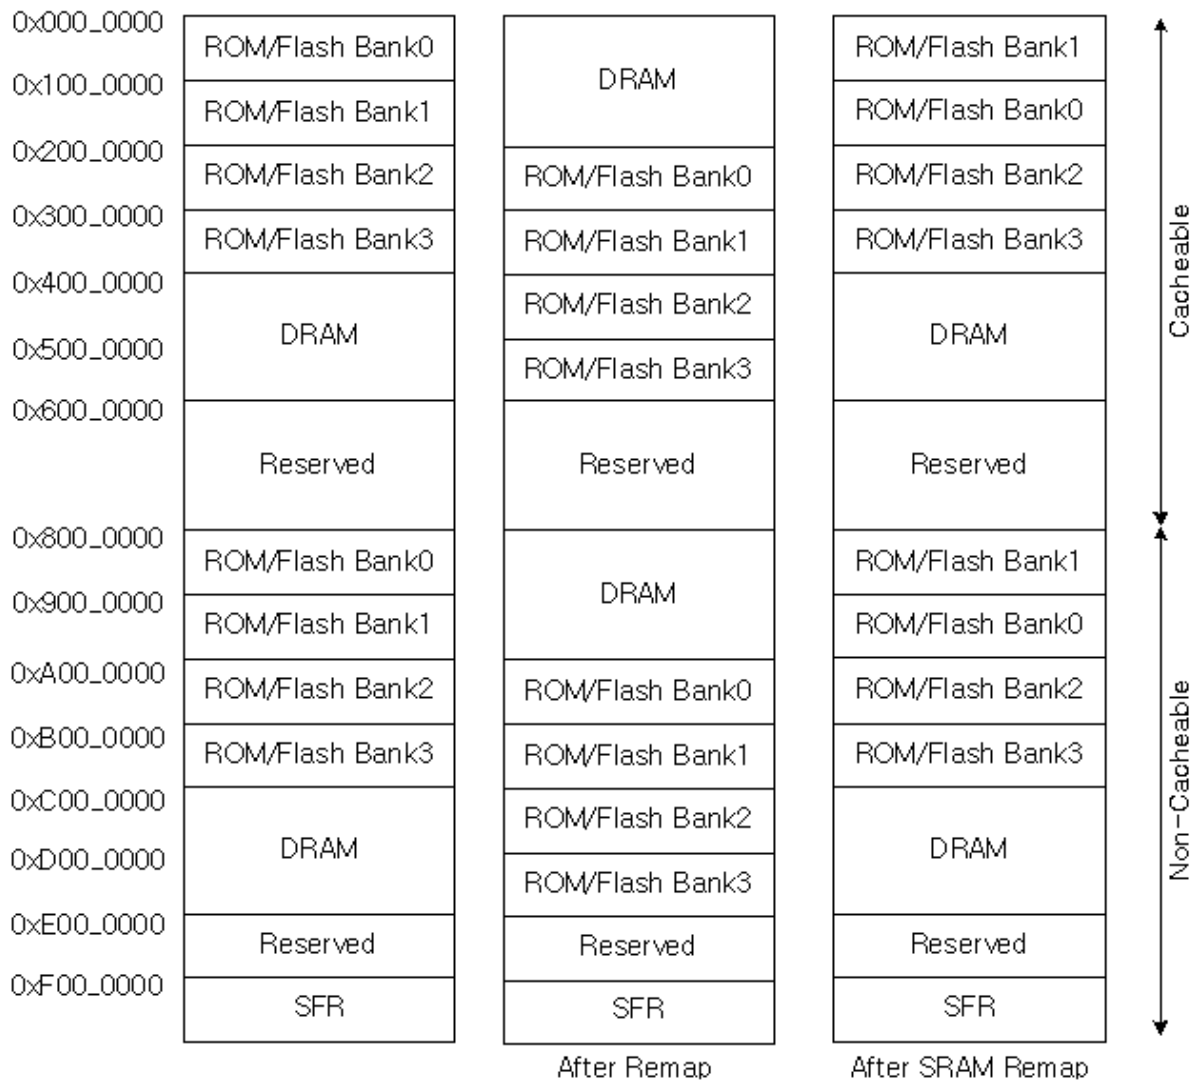 0x000_0000
ROM/Flash Bank0
DRAM
ROM/Flash Bank1
0x100_0000
ROM/Flash Bank1
ROM/Flash Bank0
0x200_0000
ROM/Flash Bank2
ROM/Flash Bank0
ROM/Flash Bank2
0x300_0000
ROM/Flash Bank3
ROM/Flash Bank1
ROM/Flash Bank3
0x400_0000
DRAM
ROM/Flash Bank2
DRAM
0x500_0000
ROM/Flash Bank3
0x600_0000
Reserved
Reserved
Reserved
Cacheable
0x800_0000
ROM/Flash Bank0
DRAM
ROM/Flash Bank1
0x900_0000
ROM/Flash Bank1
ROM/Flash Bank0
0xA00_0000
ROM/Flash Bank2
ROM/Flash Bank0
ROM/Flash Bank2
0xB00_0000
ROM/Flash Bank3
ROM/Flash Bank1
ROM/Flash Bank3
0xC00_0000
DRAM
ROM/Flash Bank2
DRAM
0xD00_0000
ROM/Flash Bank3
Non-Cacheable
0xE00_0000
Reserved
Reserved
Reserved
0xF00_0000
SFR
SFR
SFR
After Remap
After SRAM Remap